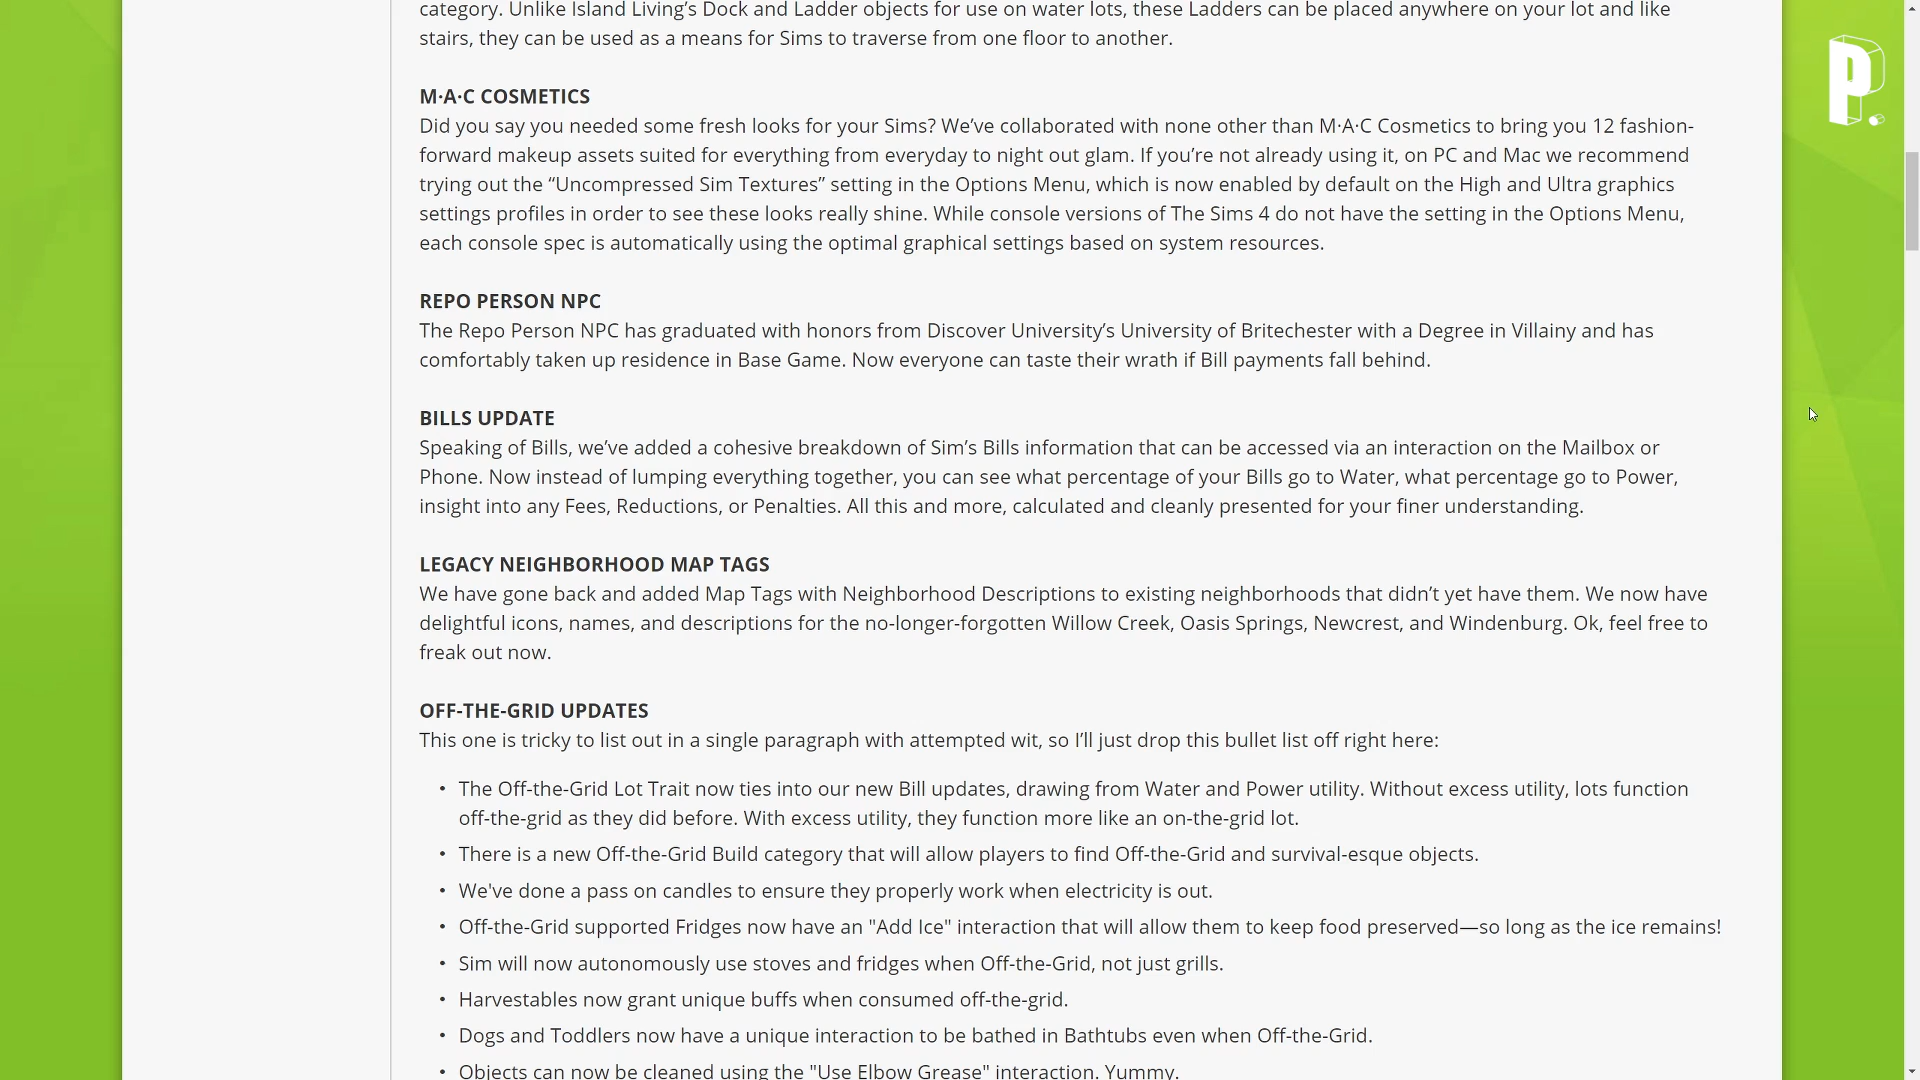 category. Unlike Island Living’s Dock and Ladder objects for use on water lots, these Ladders can be placed anywhere on your lot and like
stairs, they can be used as a means for Sims to traverse from one floor to another.
M·A·C COSMETICS
Did you say you needed some fresh looks for your Sims? We’ve collaborated with none other than M·A·C Cosmetics to bring you 12 fashion-
forward makeup assets suited for everything from everyday to night out glam. If you’re not already using it, on PC and Mac we recommend
trying out the “Uncompressed Sim Textures” setting in the Options Menu, which is now enabled by default on the High and Ultra graphics
settings profiles in order to see these looks really shine. While console versions of The Sims 4 do not have the setting in the Options Menu,
each console spec is automatically using the optimal graphical settings based on system resources.
REPO PERSON NPC
The Repo Person NPC has graduated with honors from Discover University’s University of Britechester with a Degree in Villainy and has
comfortably taken up residence in Base Game. Now everyone can taste their wrath if Bill payments fall behind.
BILLS UPDATE
Speaking of Bills, we’ve added a cohesive breakdown of Sim’s Bills information that can be accessed via an interaction on the Mailbox or
Phone. Now instead of lumping everything together, you can see what percentage of your Bills go to Water, what percentage go to Power,
insight into any Fees, Reductions, or Penalties. All this and more, calculated and cleanly presented for your finer understanding.
LEGACY NEIGHBORHOOD MAP TAGS
We have gone back and added Map Tags with Neighborhood Descriptions to existing neighborhoods that didn’t yet have them. We now have
delightful icons, names, and descriptions for the no-longer-forgotten Willow Creek, Oasis Springs, Newcrest, and Windenburg. Ok, feel free to
freak out now.
OFF-THE-GRID UPDATES
This one is tricky to list out in a single paragraph with attempted wit, so I’ll just drop this bullet list off right here:
• The Off-the-Grid Lot Trait now ties into our new Bill updates, drawing from Water and Power utility. Without excess utility, lots function
off-the-grid as they did before. With excess utility, they function more like an on-the-grid lot.
• There is a new Off-the-Grid Build category that will allow players to find Off-the-Grid and survival-esque objects.
• We've done a pass on candles to ensure they properly work when electricity is out.
• Off-the-Grid supported Fridges now have an "Add Ice" interaction that will allow them to keep food preserved—so long as the ice remains!
• Sim will now autonomously use stoves and fridges when Off-the-Grid, not just grills.
• Harvestables now grant unique buffs when consumed off-the-grid.
• Dogs and Toddlers now have a unique interaction to be bathed in Bathtubs even when Off-the-Grid.
• Objects can now be cleaned using the "Use Elbow Grease" interaction. Yummy.
P.